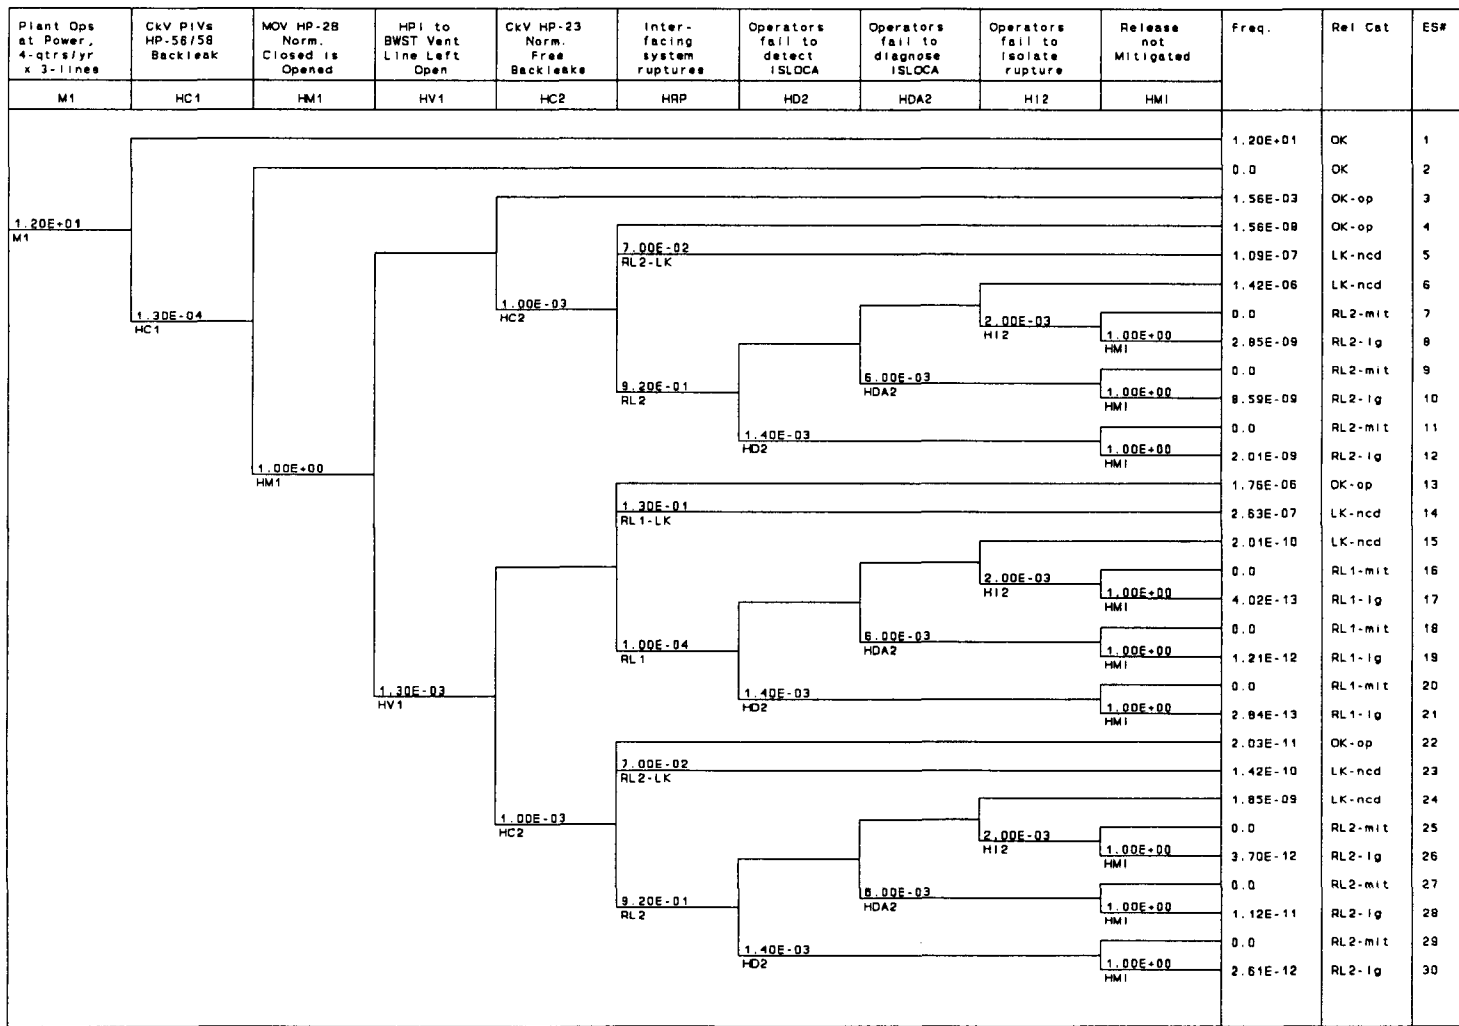 Plant Ops at Power, 4-qtrs/yr x 3-lines
CkV PIVs HP-56/58 Backleak
MOV HP-2B Norm. Closed is Opened
HPI to BWST Vent Line Left Open
CkV HP-23 Norm. Free Backleaks
Inter-facing system ruptures
Operators fail to detect ISLOCA
Operators fail to diagnose ISLOCA
Operators fail to isolate rupture
Release not Mitigated
Freq.
Rel Cat
ES#
M1 HC1 HM1 HV1 HC2 HRP HD2 HDA2 HI2 HMI
1.20E+01 OK 1
0.0 OK 2
1.56E-03 OK-op 3
1.20E+01
M1
1.56E-08 OK-op 4
7.00E-02
RL2-LK
1.09E-07 LK-ncd 5
1.42E-06 LK-ncd 6
1.00E-03
HC2
1.30E-04
HC1
2.00E-03
HI2
0.0 RL2-mit 7
1.00E+00
HMI
2.85E-09 RL2-lg 8
0.0 RL2-mit 9
9.20E-01
RL2
6.00E-03
HDA2
1.00E+00
HMI
8.59E-09 RL2-lg 10
0.0 RL2-mit 11
1.40E-03
HD2
1.00E+00
HMI
2.01E-09 RL2-lg 12
1.00E+00
HM1
1.76E-06 OK-op 13
1.30E-01
RL1-LK
2.63E-07 LK-ncd 14
2.01E-10 LK-ncd 15
0.0 RL1-mit 16
2.00E-03
HI2
1.00E+00
HMI
4.02E-13 RL1-lg 17
0.0 RL1-mit 18
1.00E-04
RL1
6.00E-03
HDA2
1.00E+00
HMI
1.21E-12 RL1-lg 19
0.0 RL1-mit 20
1.30E-03
HV1
1.40E-03
HD2
1.00E+00
HMI
2.84E-13 RL1-lg 21
2.03E-11 OK-op 22
7.00E-02
RL2-LK
1.42E-10 LK-ncd 23
1.85E-09 LK-ncd 24
1.00E-03
HC2
0.0 RL2-mit 25
2.00E-03
HI2
1.00E+00
HMI
3.70E-12 RL2-lg 26
0.0 RL2-mit 27
9.20E-01
RL2
6.00E-03
HDA2
1.00E+00
HMI
1.12E-11 RL2-lg 28
0.0 RL2-mit 29
1.40E-03
HD2
1.00E+00
HMI
2.61E-12 RL2-lg 30